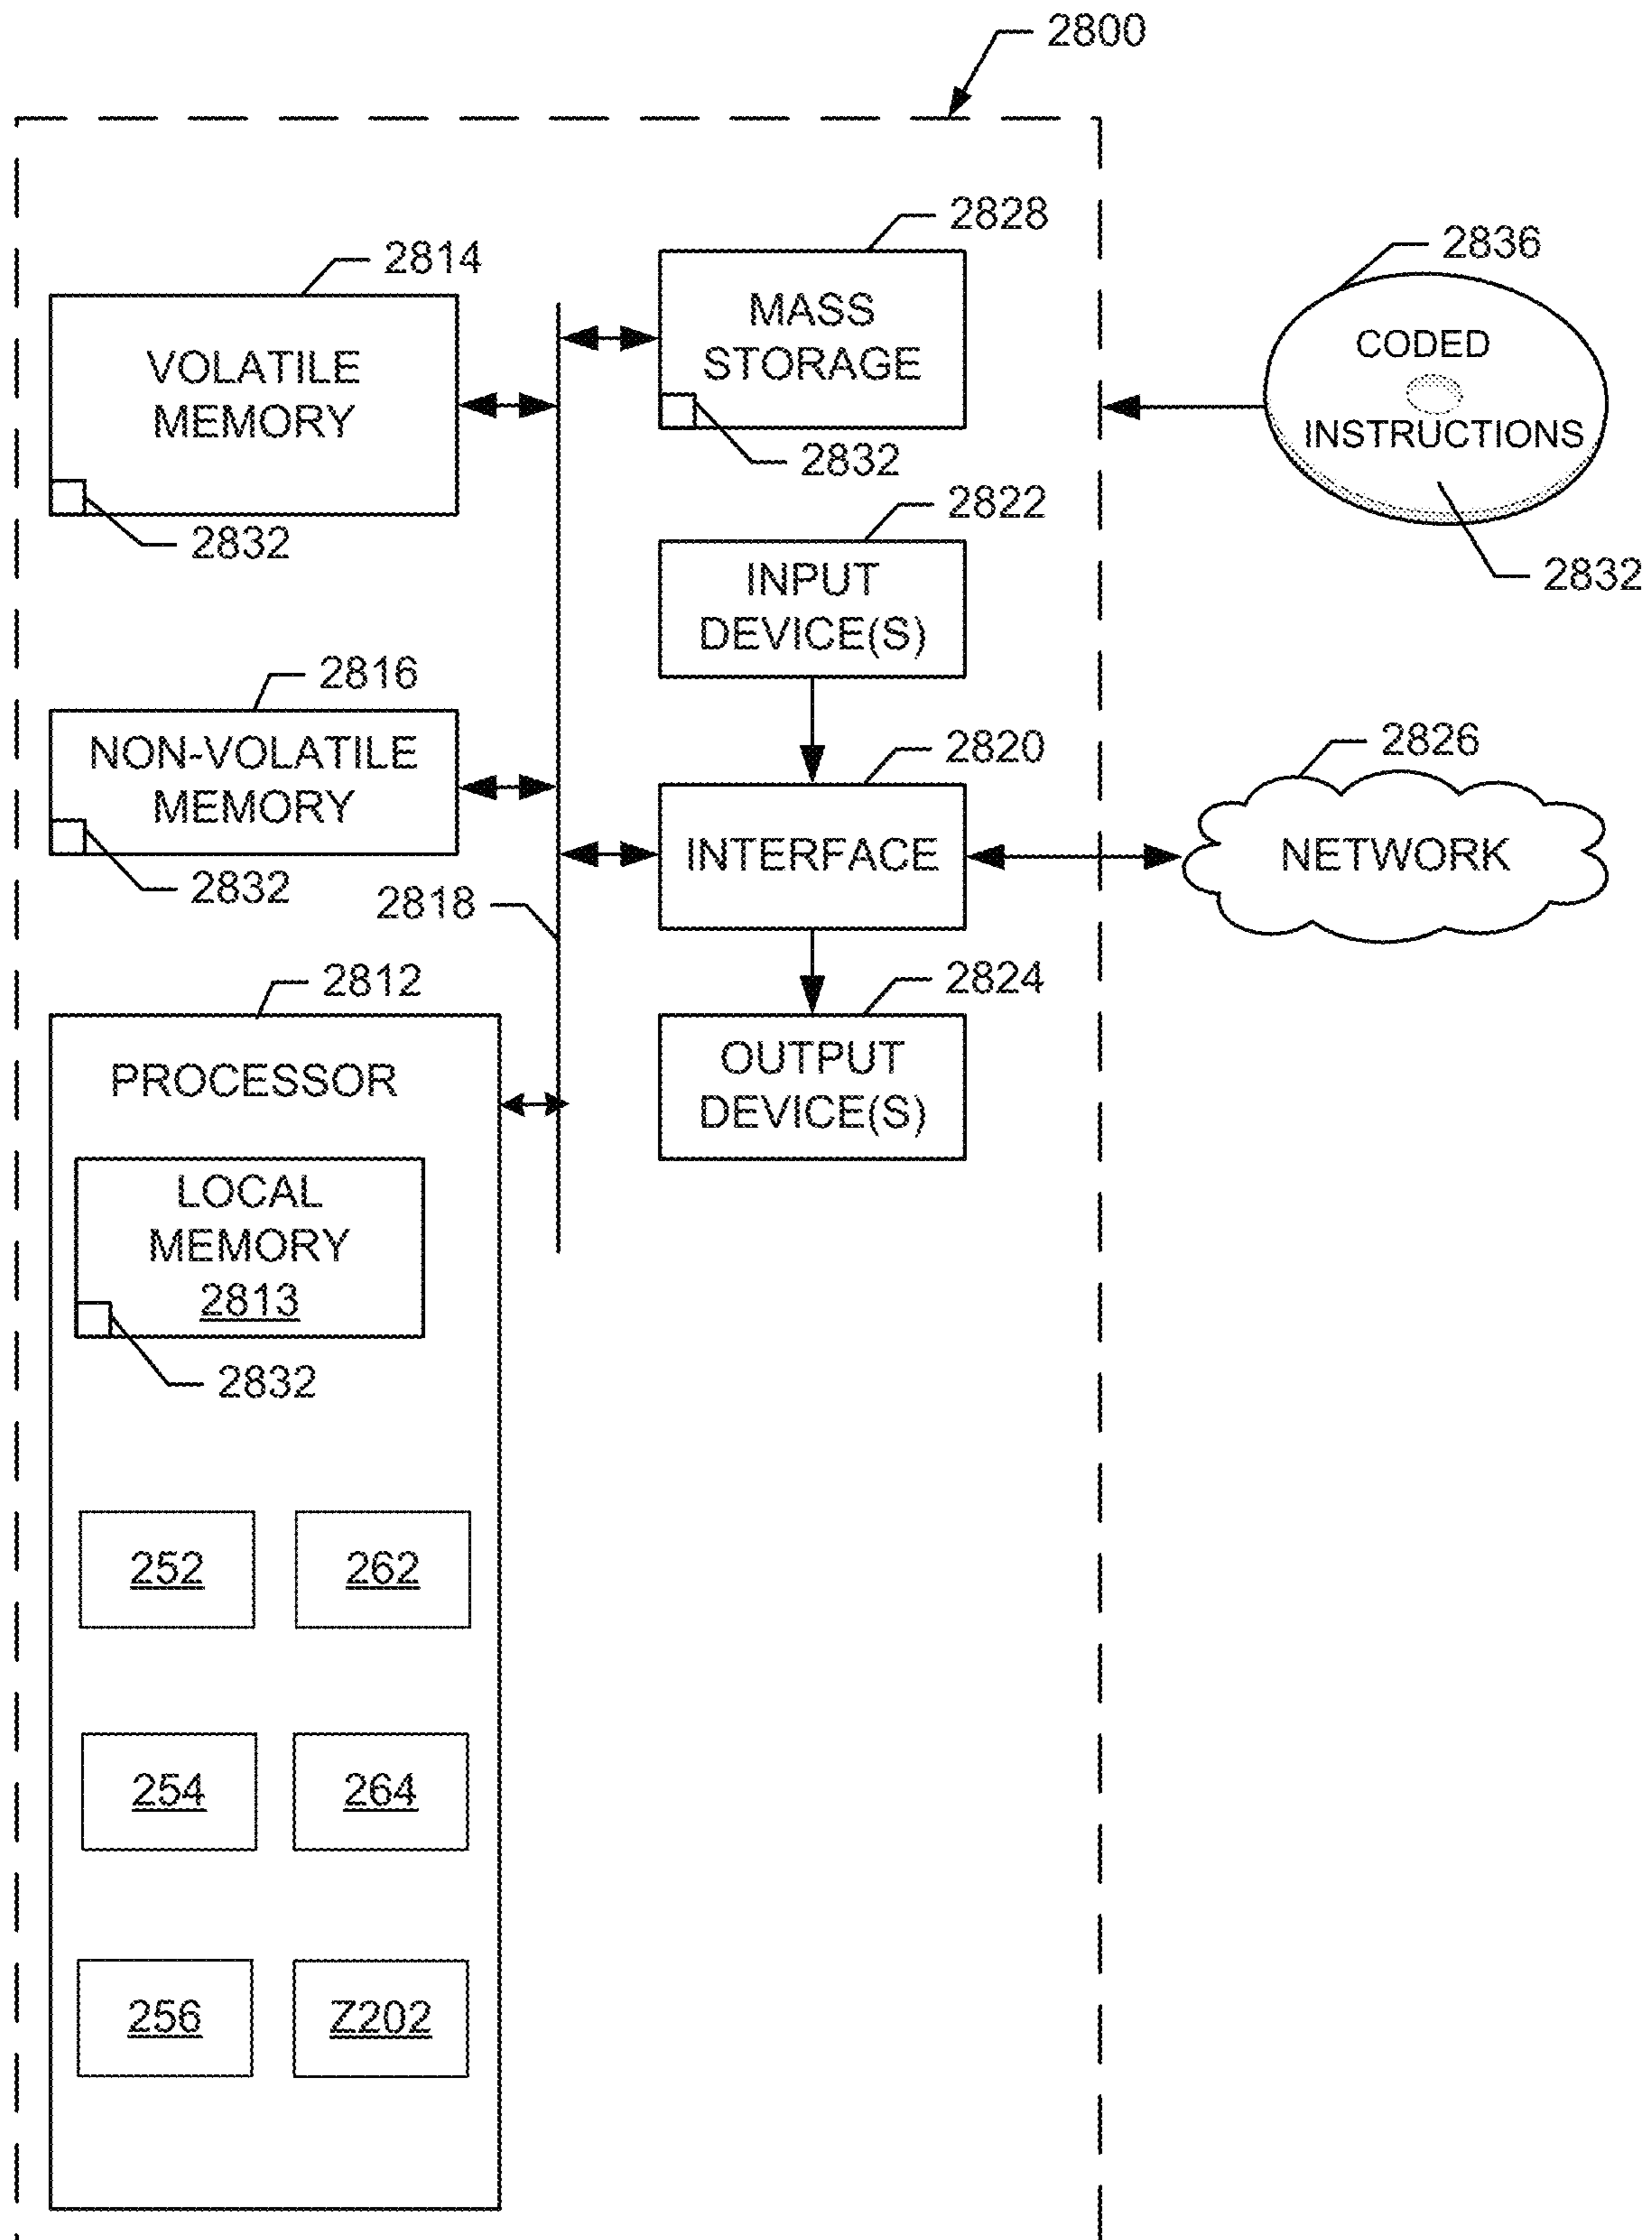 2800
2828
2814
MASS
STORAGE
VOLATILE
MEMORY
2832
2832
2836
CODED
INSTRUCTIONS
2832
2822
INPUT
DEVICE(S)
2816
NON-VOLATILE
MEMORY
2832
2818
2820
INTERFACE
2826
NETWORK
2812
PROCESSOR
2824
OUTPUT
DEVICE(S)
LOCAL
MEMORY
2813
2832
252
262
254
264
256
Z202